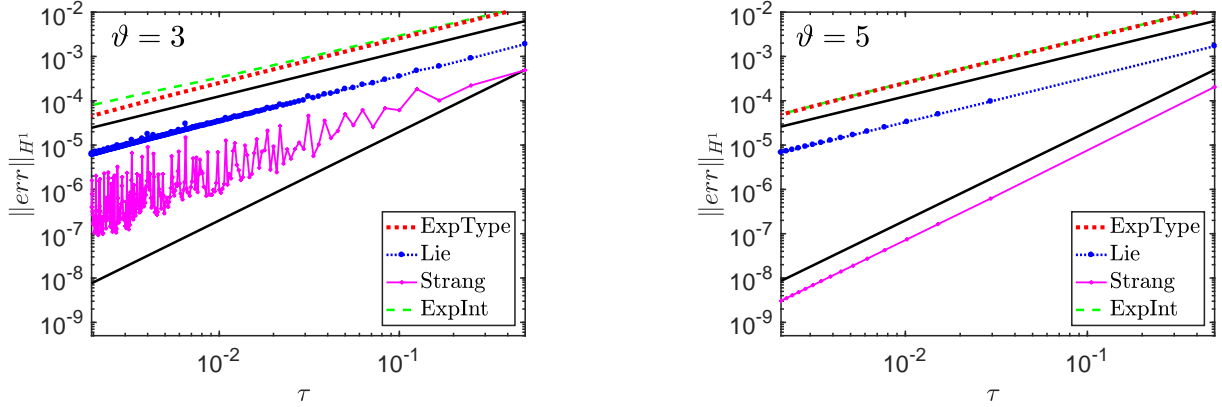 10^{-2}
10^{-3}
10^{-4}
10^{-5}
10^{-6}
10^{-7}
10^{-8}
10^{-9}
‖err‖_{H^1}
ϑ = 3
ExpType
Lie
Strang
ExpInt
10^{-2}
10^{-1}
τ
10^{-2}
10^{-3}
10^{-4}
10^{-5}
10^{-6}
10^{-7}
10^{-8}
10^{-9}
‖err‖_{H^1}
ϑ = 5
ExpType
Lie
Strang
ExpInt
10^{-2}
10^{-1}
τ